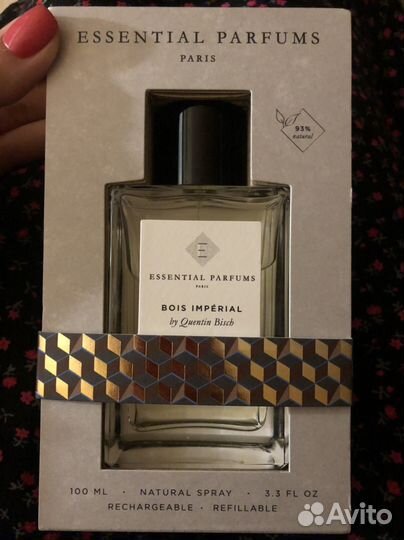 ESSENTIAL PARFUMS
PARIS
93%
natural
E
ESSENTIAL PARFUMS
PARIS
BOIS IMPÉRIAL
by Quentin Bisch
100 ML · NATURAL SPRAY · 3.3 FL OZ
RECHARGEABLE · REFILLABLE
Avito